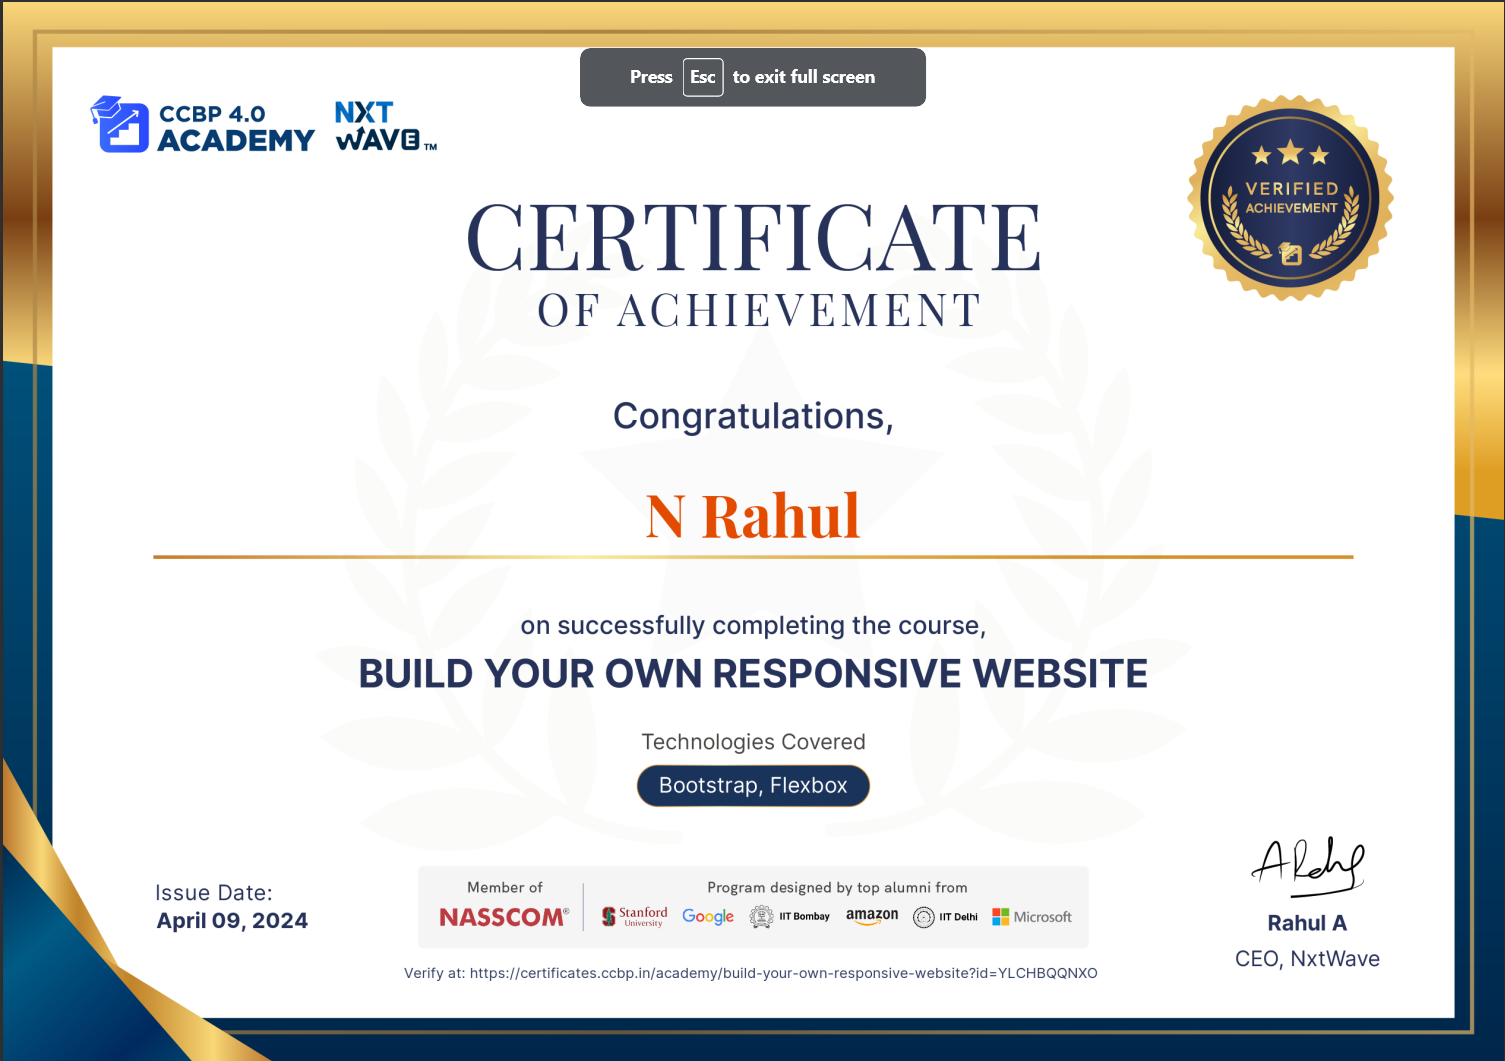 Press Esc to exit full screen
CCBP 4.0
ACADEMY
NXT
WAVE™
VERIFIED
ACHIEVEMENT
CERTIFICATE
OF ACHIEVEMENT
Congratulations,
N Rahul
on successfully completing the course,
BUILD YOUR OWN RESPONSIVE WEBSITE
Technologies Covered
Bootstrap, Flexbox
Issue Date:
April 09, 2024
Member of
NASSCOM®
Program designed by top alumni from
Stanford
University
Google
IIT Bombay
amazon
IIT Delhi
Microsoft
Verify at: https://certificates.ccbp.in/academy/build-your-own-responsive-website?id=YLCHBQQNXO
Rahul A
CEO, NxtWave